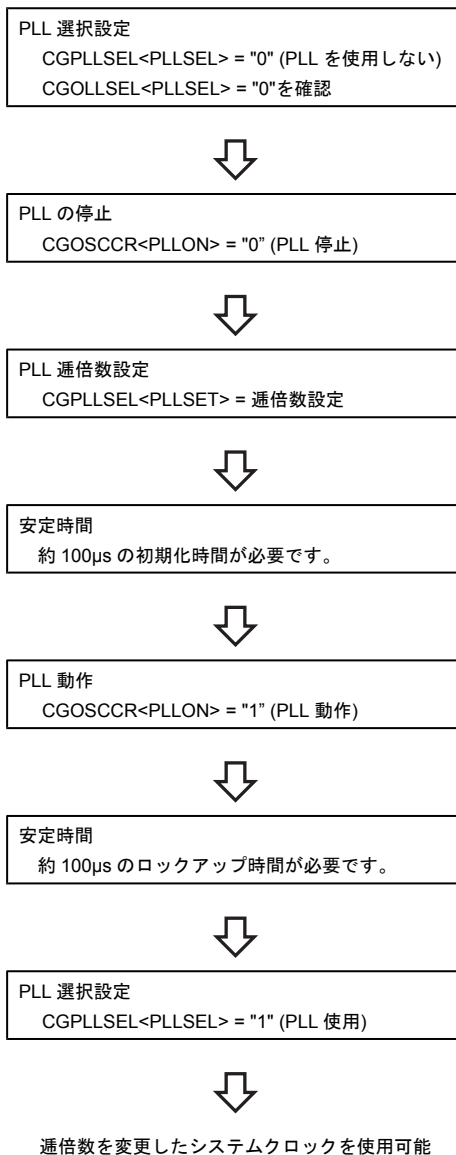 PLL 選択設定
CGPLLSEL<PLLSEL> = "0" (PLL を使用しない)
CGOLLSEL<PLLSEL> = "0"を確認
PLL の停止
CGOSCCR<PLLON> = "0” (PLL 停止)
PLL 逓倍数設定
CGPLLSEL<PLLSET> = 逓倍数設定
安定時間
約 100μs の初期化時間が必要です。
PLL 動作
CGOSCCR<PLLON> = "1” (PLL 動作)
安定時間
約 100μs のロックアップ時間が必要です。
PLL 選択設定
CGPLLSEL<PLLSEL> = "1" (PLL 使用)
逓倍数を変更したシステムクロックを使用可能